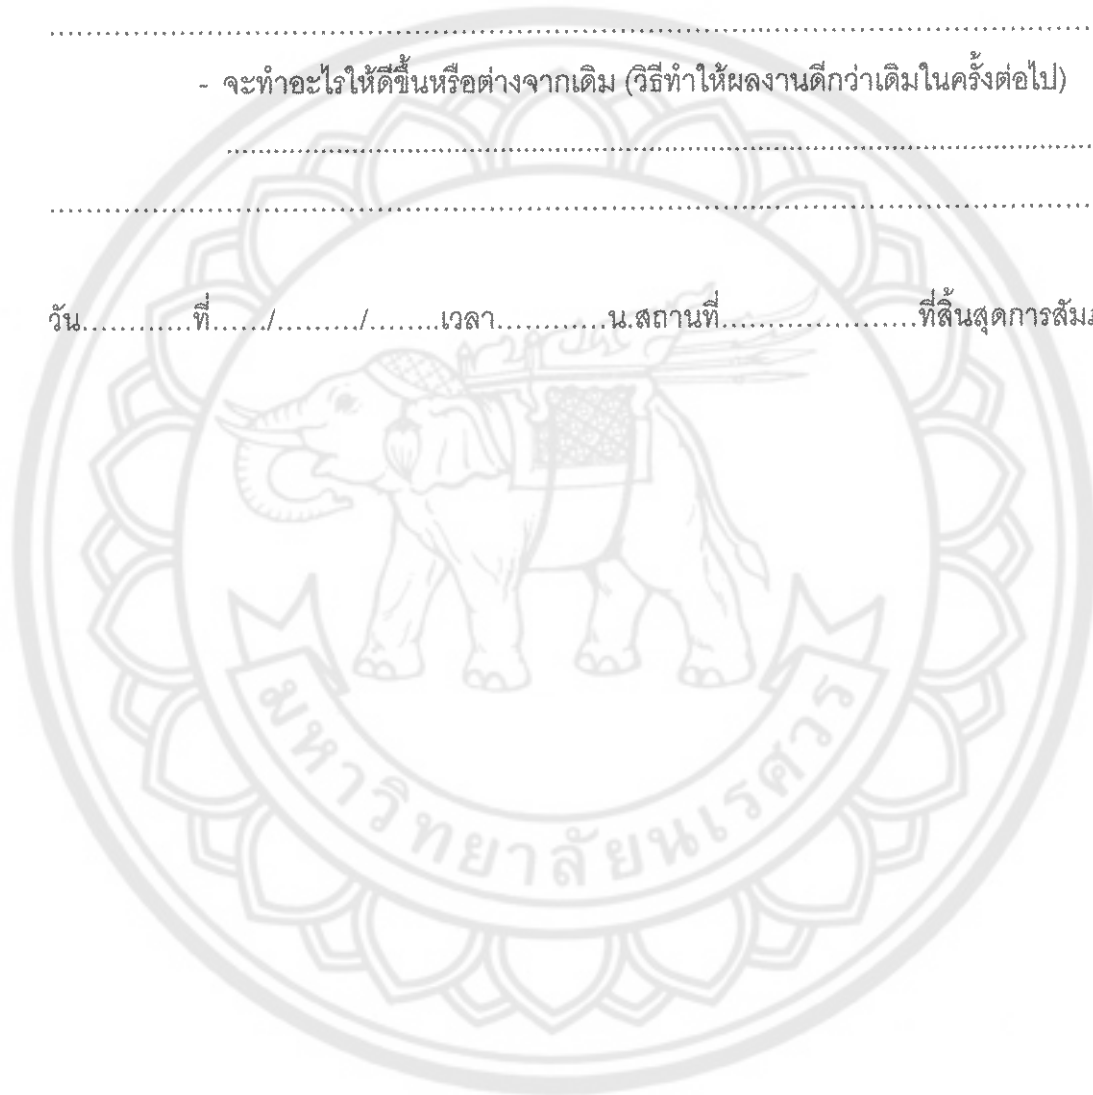 ................................................................................
- จะทำอะไรให้ดีขึ้นหรือต่างจากเดิม (วิธีทำให้ผลงานดีกว่าเดิมในครั้งต่อไป)
................................................................................
................................................................................
วัน............ที่....../........./........เวลา............น.สถานที่.....................ที่สิ้นสุดการสัม
มหาวิทยาลัยนเรศวร